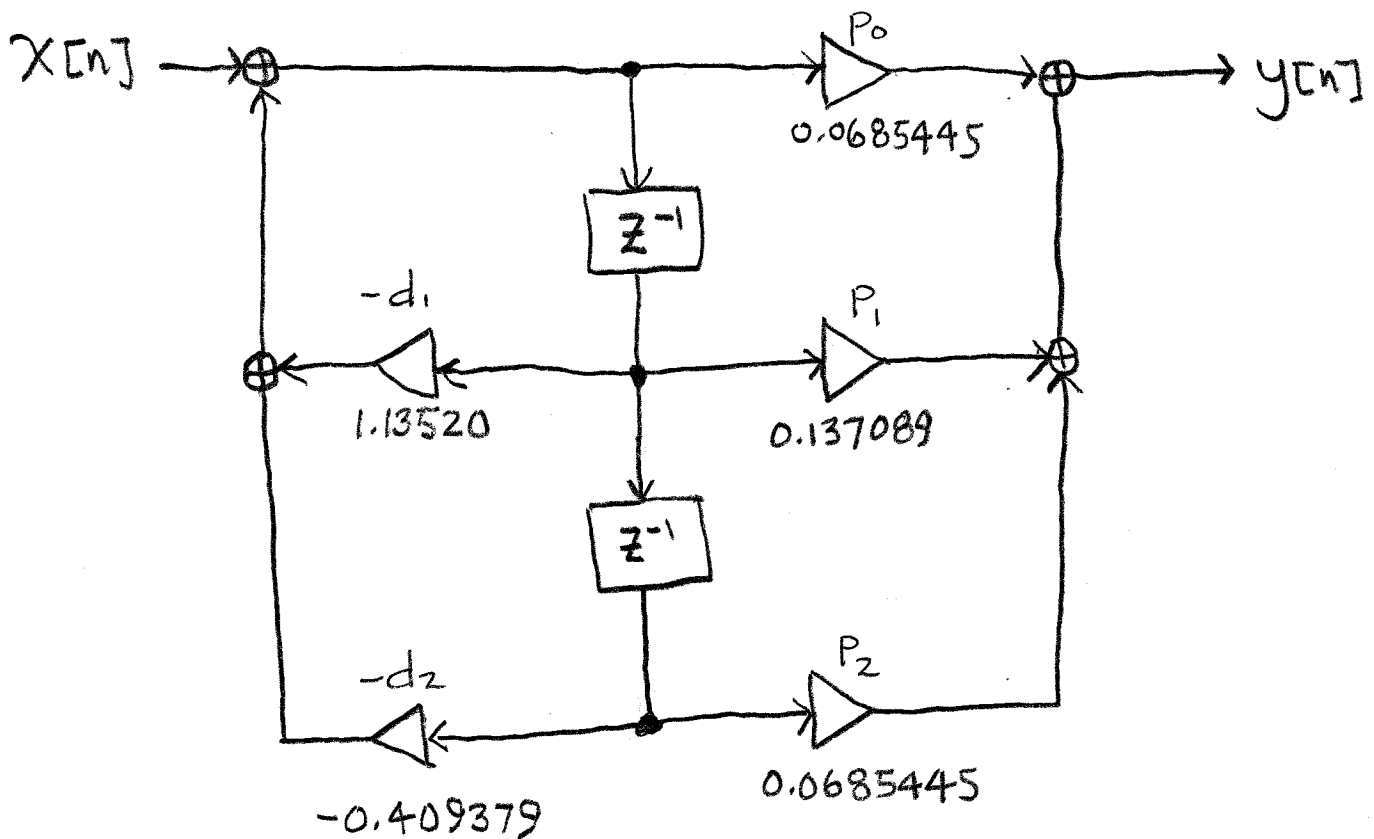 x[n]
P0
y[n]
0.0685445
z⁻¹
-d1
P1
1.13520
0.137089
z⁻¹
-d2
P2
-0.409379
0.0685445